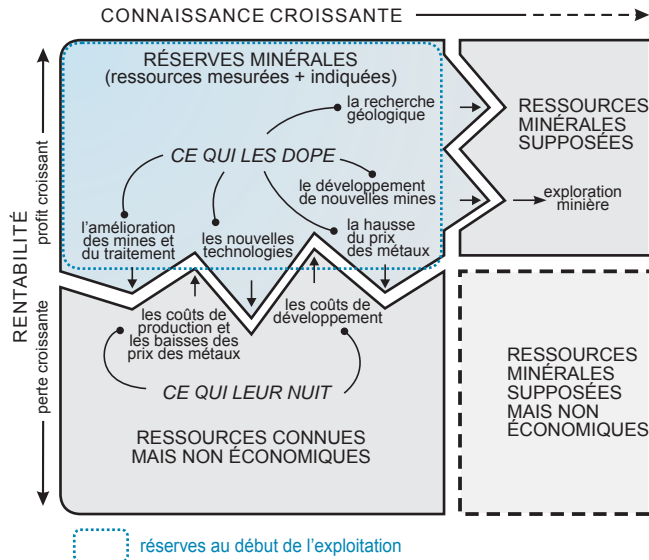 CONNAISSANCE CROISSANTE
RÉSERVES MINÉRALES
(ressources mesurées + indiquées)
la recherche
géologique
CE QUI LES DOPE
le développement
de nouvelles mines
l'amélioration
des mines et
du traitement
les nouvelles
technologies
la hausse
du prix
des métaux
RESSOURCES
MINÉRALES
SUPPOSÉES
exploration
minière
RENTABILITÉ
profit croissant
perte croissante
les coûts de
production et
les baisses des
prix des métaux
les coûts de
développement
CE QUI LEUR NUIT
RESSOURCES CONNUES
MAIS NON ÉCONOMIQUES
RESSOURCES
MINÉRALES
SUPPOSÉES
MAIS NON
ÉCONOMIQUES
réserves au début de l'exploitation